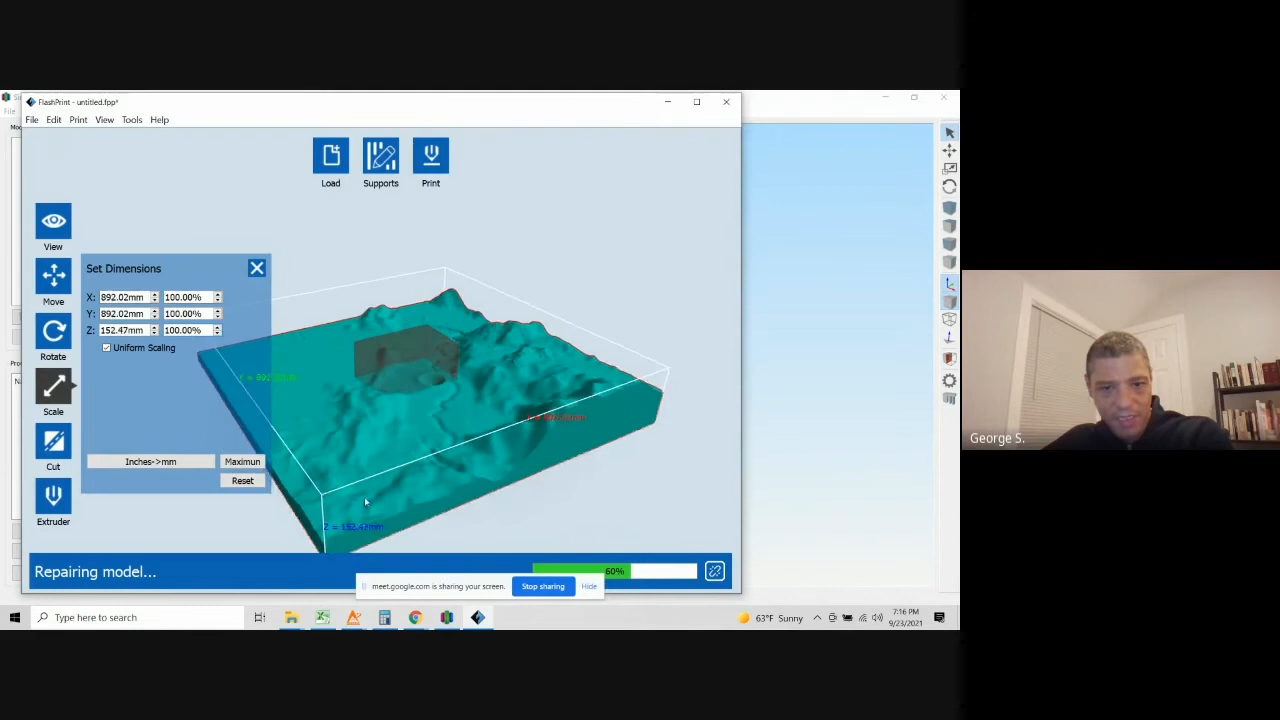 FlashPrint - untitled.fpp*
File Edit Print View Tools Help
Load Supports Print
View
Move
Rotate
Scale
Cut
Extruder
Set Dimensions
X: 892.02mm 100.00%
Y: 892.02mm 100.00%
Z: 152.47mm 100.00%
Uniform Scaling
Inches->mm Maximun
Reset
Z = 152.47mm
Repairing model...
60%
meet.google.com is sharing your screen. Stop sharing Hide
Type here to search
63°F Sunny
7:16 PM
9/23/2021
George S.